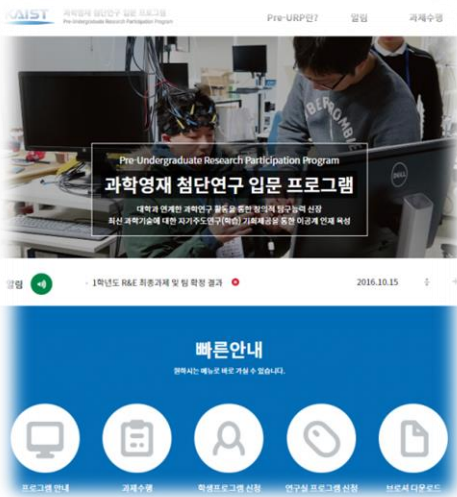 KAIST 과학영재 첨단연구 입문 프로그램
Pre-Undergraduate Research Participation Program
Pre-URP란? 알림 과제수행
ABERCROMBIE
DELL
Pre-Undergraduate Research Participation Program
과학영재 첨단연구 입문 프로그램
대학과 연계한 과학연구 활동을 통한 창의적 탐구능력 신장
최신 과학기술에 대한 자기주도연구(학습) 기회제공을 통한 이공계 인재 육성
알림 · 1학년도 R&E 최종과제 및 팀 확정 결과 2016.10.15
빠른안내
원하시는 메뉴로 바로 가실 수 있습니다.
프로그램 안내 과제수행 학생프로그램 신청 연구실 프로그램 신청 브로셔 다운로드